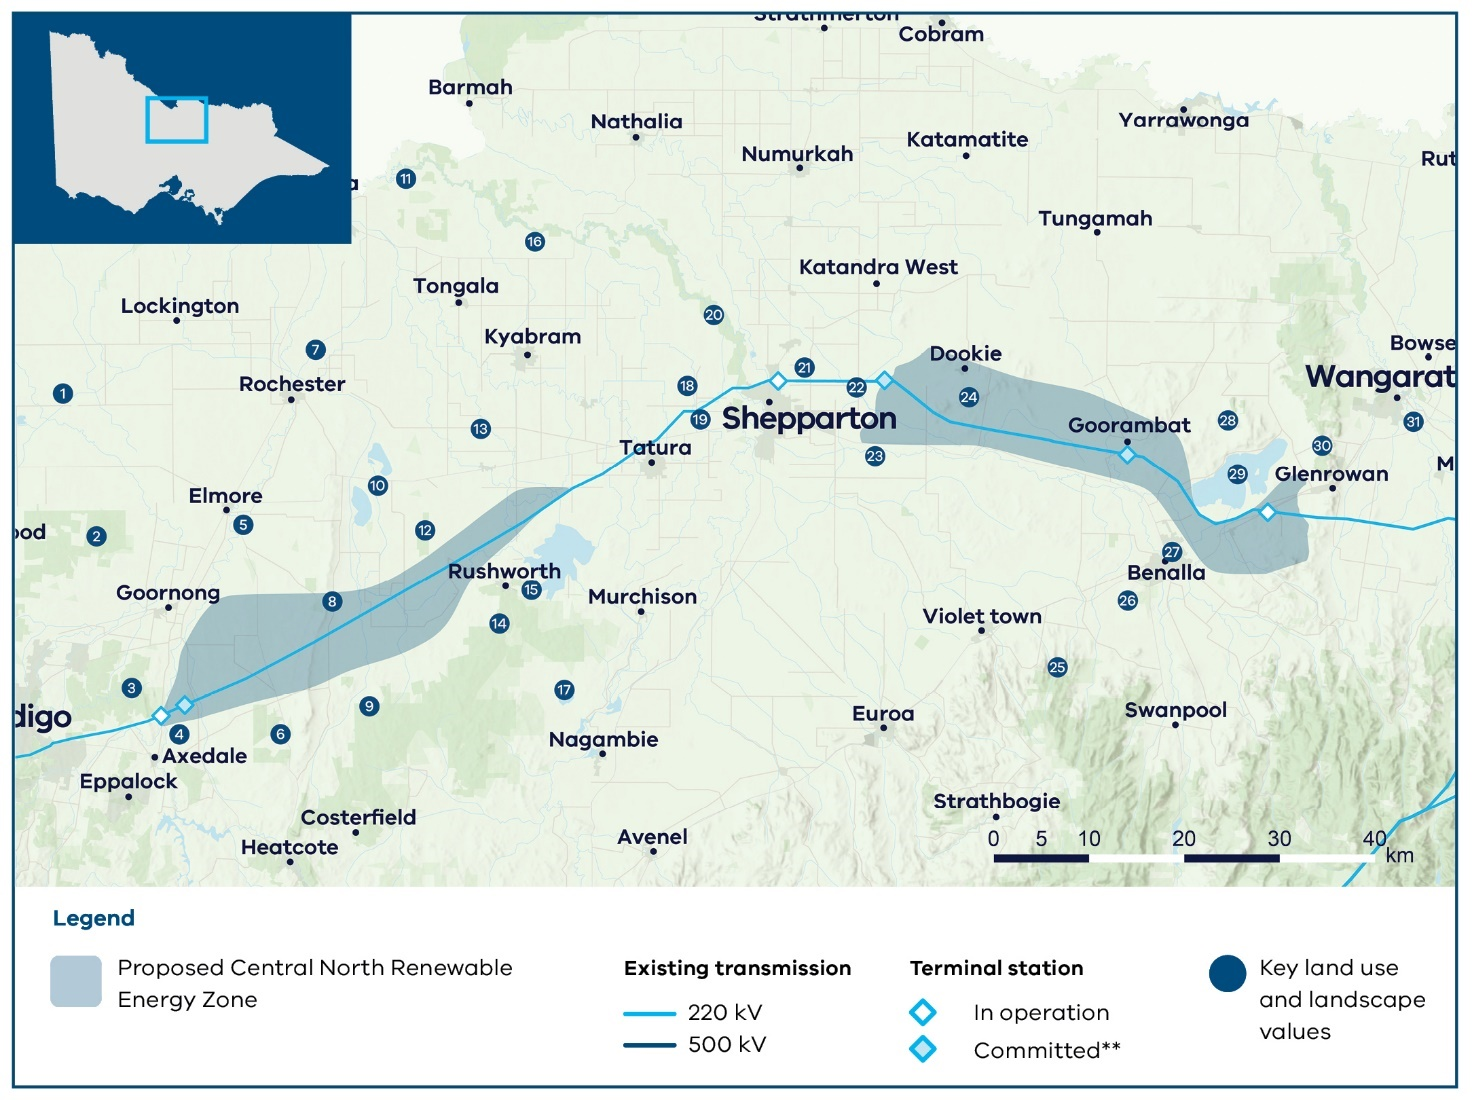 Strathmerton
Cobram
Barmah
Nathalia
Yarrawonga
Katamatite
Numurkah
Rut
11
a
Tungamah
16
Katandra West
Tongala
Lockington
20
Kyabram
Bowse
7
Dookie
21
Wangarat
Rochester
18
22
1
24
19
Shepparton
28
31
13
Goorambat
30
Tatura
23
M
29
Glenrowan
10
Elmore
5
12
ood
2
27
Rushworth
Benalla
15
Goornong
Murchison
8
26
14
Violet town
25
3
17
9
digo
Euroa
Swanpool
4
6
Nagambie
Axedale
Eppalock
Strathbogie
Costerfield
Avenel
Heathcote
0 5 10 20 30 40 km
Legend
Proposed Central North Renewable
Energy Zone
Existing transmission
220 kV
500 kV
Terminal station
In operation
Committed**
Key land use
and landscape
values